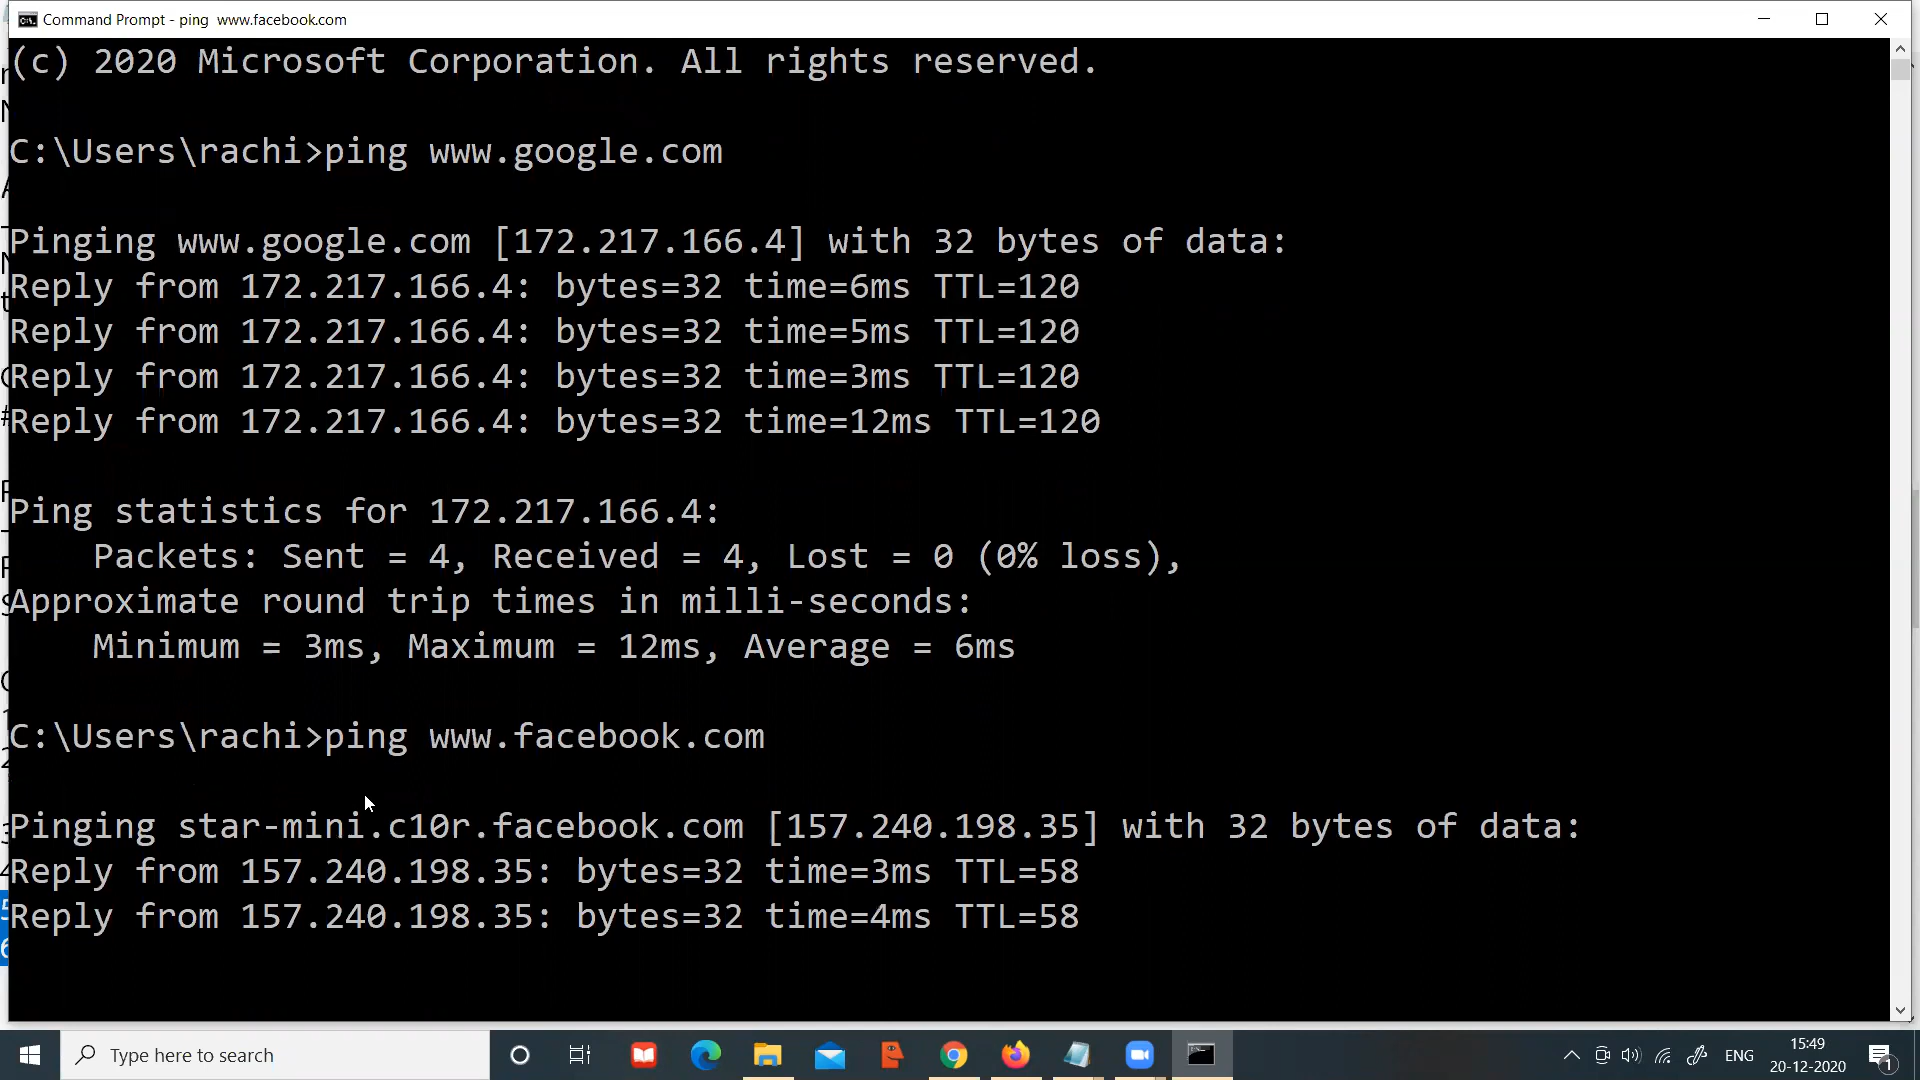 Command Prompt - ping www.facebook.com
(c) 2020 Microsoft Corporation. All rights reserved.
C:\Users\rachi>ping www.google.com
Pinging www.google.com [172.217.166.4] with 32 bytes of data:
Reply from 172.217.166.4: bytes=32 time=6ms TTL=120
Reply from 172.217.166.4: bytes=32 time=5ms TTL=120
Reply from 172.217.166.4: bytes=32 time=3ms TTL=120
Reply from 172.217.166.4: bytes=32 time=12ms TTL=120
Ping statistics for 172.217.166.4:
Packets: Sent = 4, Received = 4, Lost = 0 (0% loss),
Approximate round trip times in milli-seconds:
Minimum = 3ms, Maximum = 12ms, Average = 6ms
C:\Users\rachi>ping www.facebook.com
Pinging star-mini.c10r.facebook.com [157.240.198.35] with 32 bytes of data:
Reply from 157.240.198.35: bytes=32 time=3ms TTL=58
Reply from 157.240.198.35: bytes=32 time=4ms TTL=58
Type here to search
ENG
15:49
20-12-2020
1